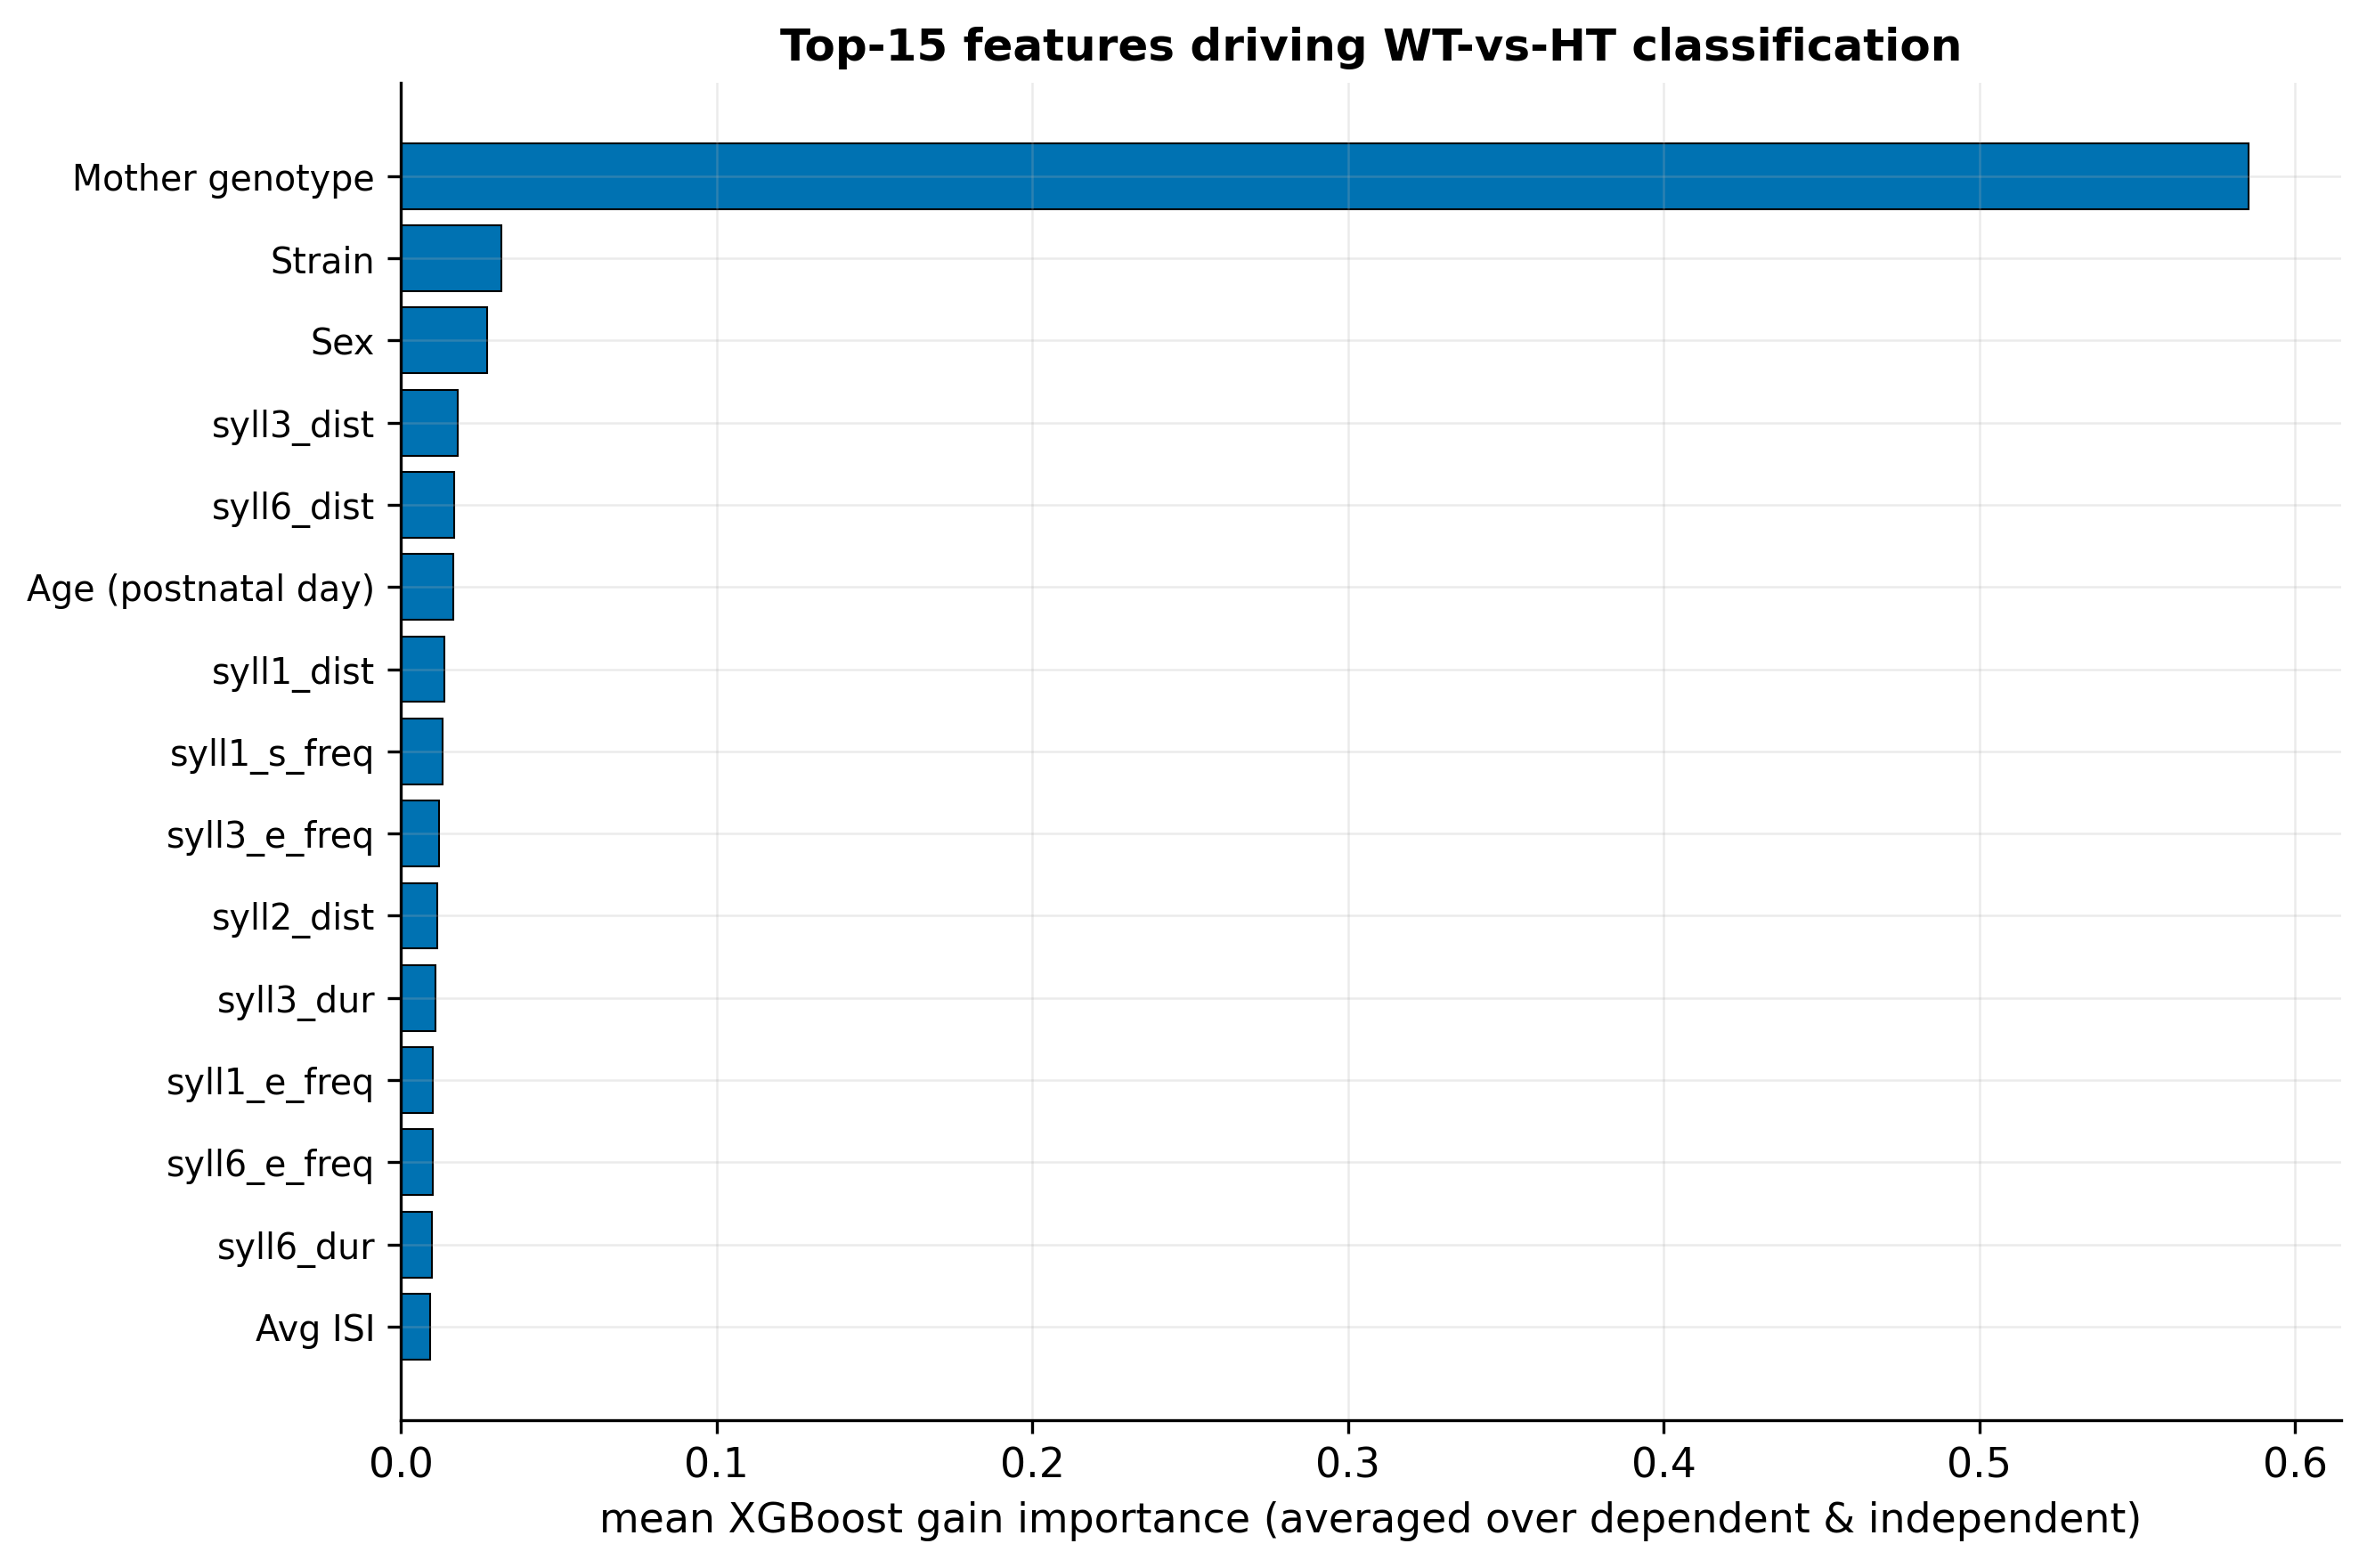 Top-15 features driving WT-vs-HT classification
Mother genotype
Strain
Sex
syll3_dist
syll6_dist
Age (postnatal day)
syll1_dist
syll1_s_freq
syll3_e_freq
syll2_dist
syll3_dur
syll1_e_freq
syll6_e_freq
syll6_dur
Avg ISI
0.0 0.1 0.2 0.3 0.4 0.5 0.6
mean XGBoost gain importance (averaged over dependent & independent)